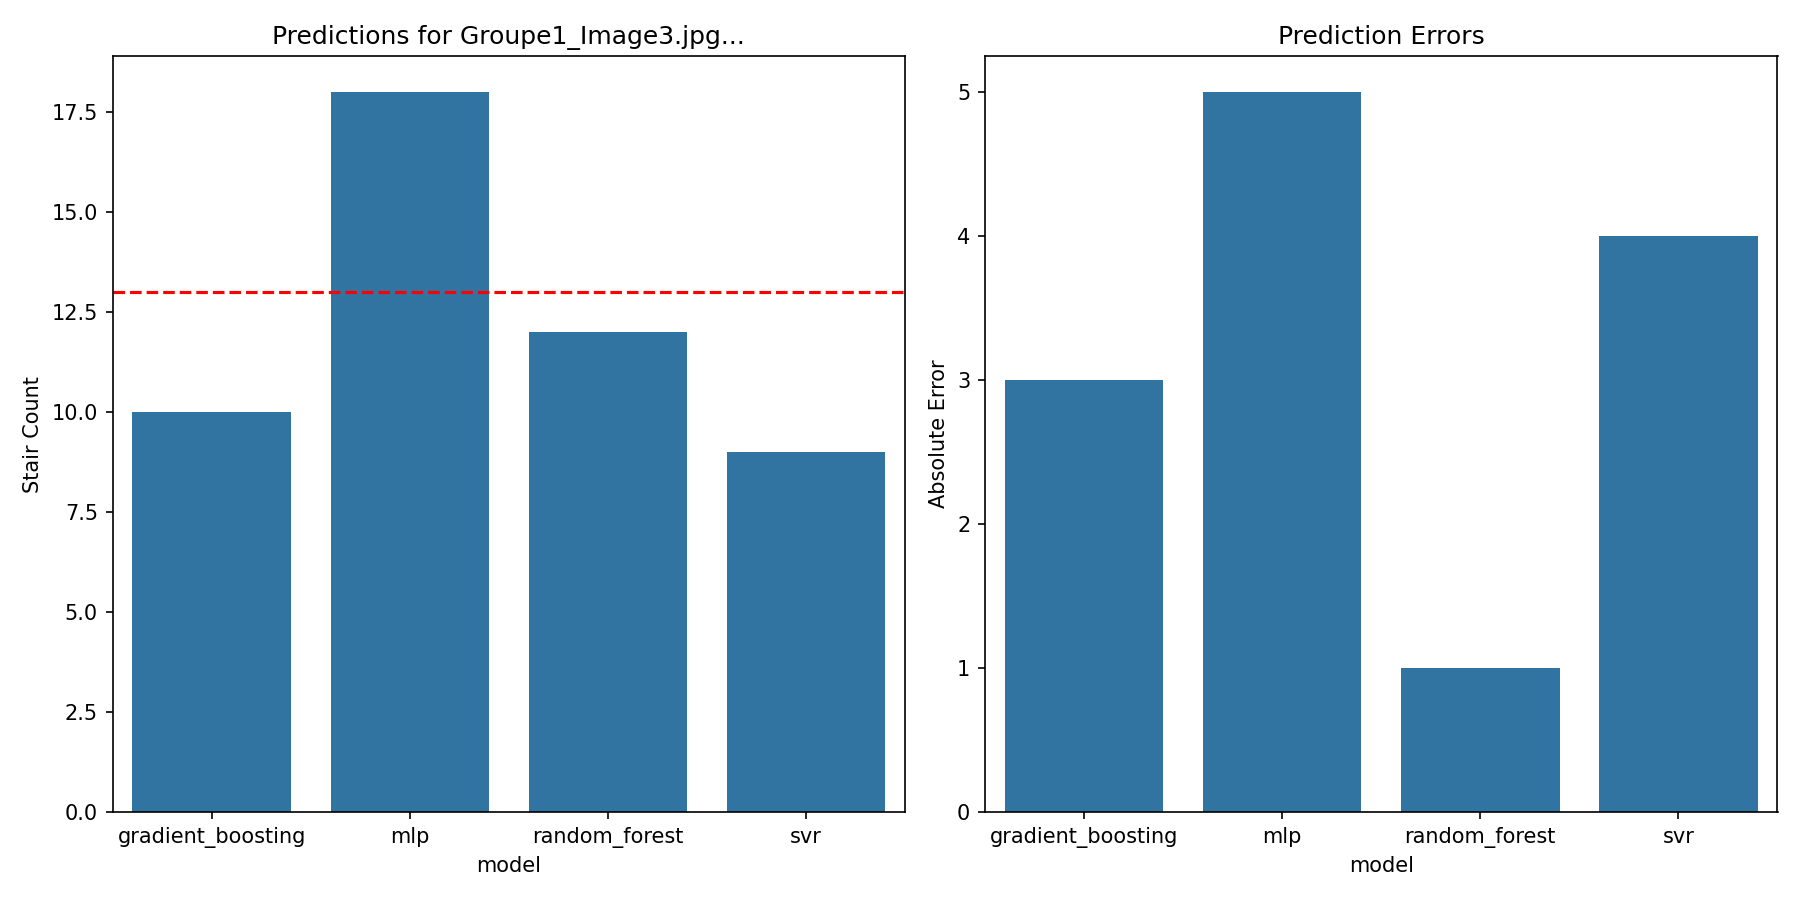 Predictions for Groupe1_Image3.jpg...
Stair Count
17.5
15.0
12.5
10.0
7.5
5.0
2.5
0.0
gradient_boosting mlp random_forest svr
model
Prediction Errors
Absolute Error
5
4
3
2
1
0
gradient_boosting mlp random_forest svr
model